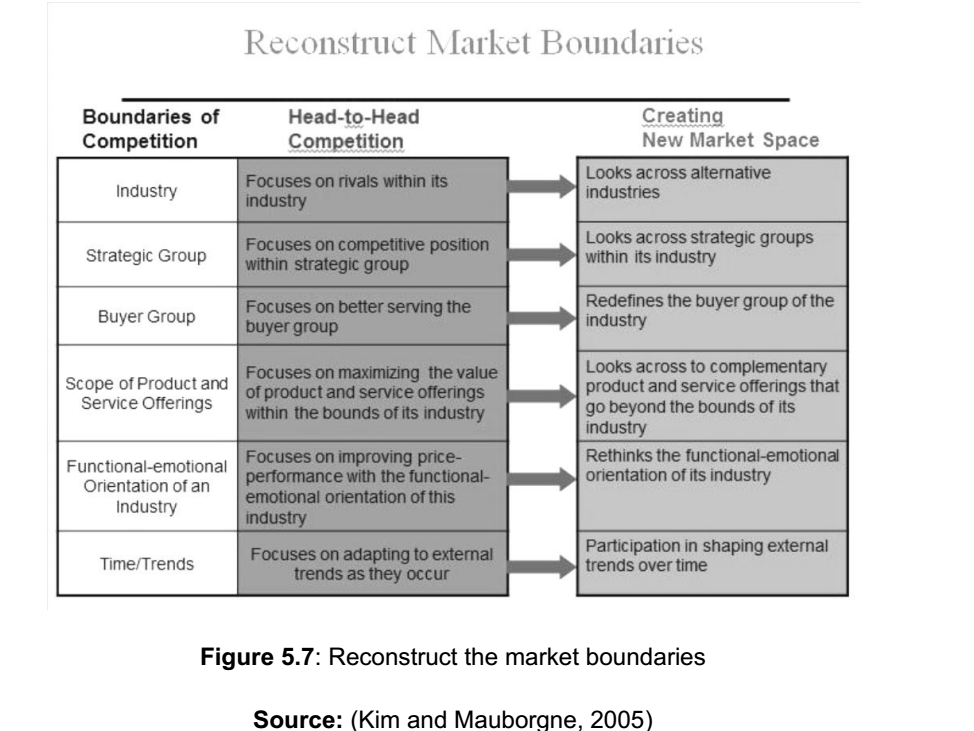 Reconstruct Market Boundaries
Boundaries of
Competition
Head-to-Head
Competition
Creating
New Market Space
Industry
Focuses on rivals within its
industry
Looks across alternative
industries
Strategic Group
Focuses on competitive position
within strategic group
Looks across strategic groups
within its industry
Buyer Group
Focuses on better serving the
buyer group
Redefines the buyer group of the
industry
Scope of Product and
Service Offerings
Focuses on maximizing the value
of product and service offerings
within the bounds of its industry
Looks across to complementary
product and service offerings that
go beyond the bounds of its
industry
Functional-emotional
Orientation of an
Industry
Focuses on improving price-
performance with the functional-
emotional orientation of this
industry
Rethinks the functional-emotional
orientation of its industry
Time/Trends
Focuses on adapting to external
trends as they occur
Participation in shaping external
trends over time
Figure 5.7: Reconstruct the market boundaries
Source: (Kim and Mauborgne, 2005)